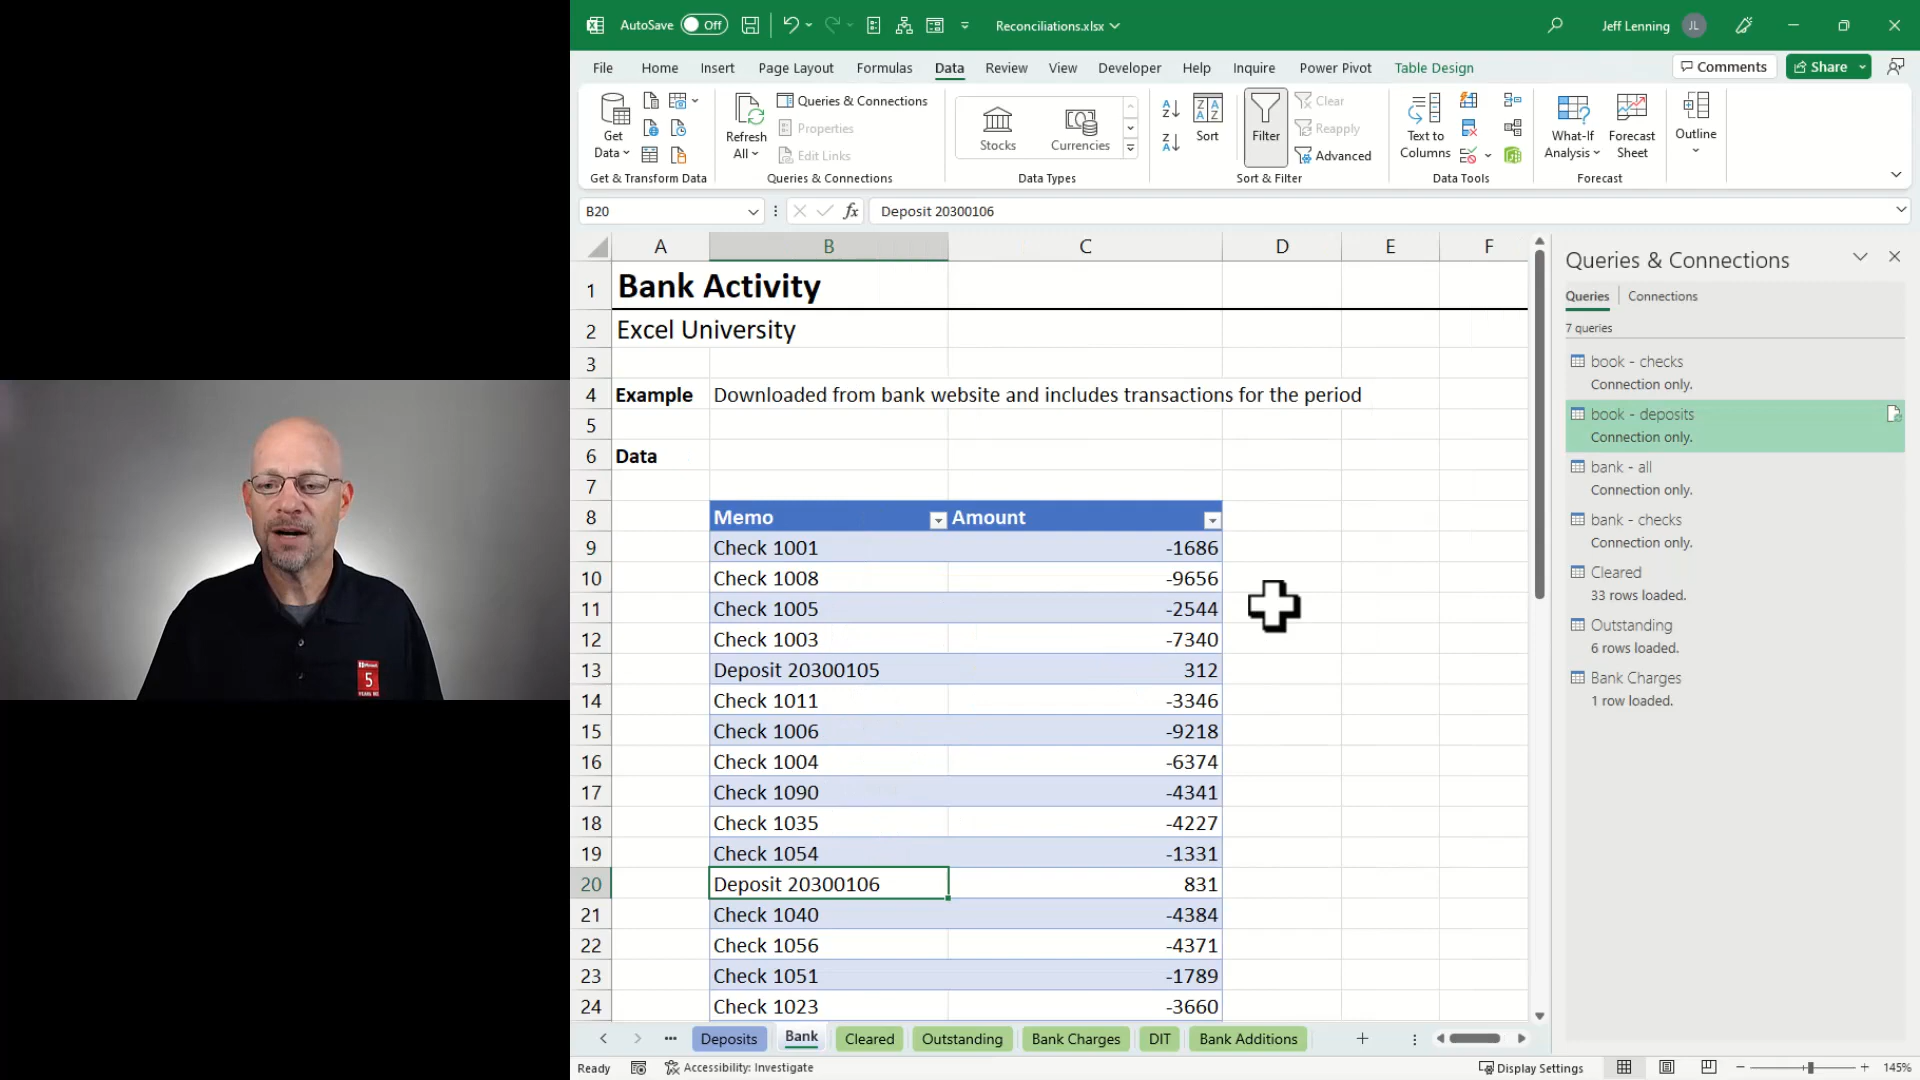 AutoSave Off Reconciliations.xlsx Jeff Lenning JL
File Home Insert Page Layout Formulas Data Review View Developer Help Inquire Power Pivot Table Design Comments Share
Get Data
Refresh All
Queries & Connections
Properties
Edit Links
Stocks
Currencies
Sort
Filter
Clear
Reapply
Advanced
Text to Columns
What-If Analysis
Forecast Sheet
Outline
Get & Transform Data Queries & Connections Data Types Sort & Filter Data Tools Forecast
B20 fx Deposit 20300106
A B C D E F
1 Bank Activity
2 Excel University
3
4 Example Downloaded from bank website and includes transactions for the period
5
6 Data
7
8 Memo Amount
9 Check 1001 -1686
10 Check 1008 -9656
11 Check 1005 -2544
12 Check 1003 -7340
13 Deposit 20300105 312
14 Check 1011 -3346
15 Check 1006 -9218
16 Check 1004 -6374
17 Check 1090 -4341
18 Check 1035 -4227
19 Check 1054 -1331
20 Deposit 20300106 831
21 Check 1040 -4384
22 Check 1056 -4371
23 Check 1051 -1789
24 Check 1023 -3660
Queries & Connections
Queries Connections
7 queries
book - checks
Connection only.
book - deposits
Connection only.
bank - all
Connection only.
bank - checks
Connection only.
Cleared
33 rows loaded.
Outstanding
6 rows loaded.
Bank Charges
1 row loaded.
Deposits Bank Cleared Outstanding Bank Charges DIT Bank Additions
Ready Accessibility: Investigate Display Settings 145%
5